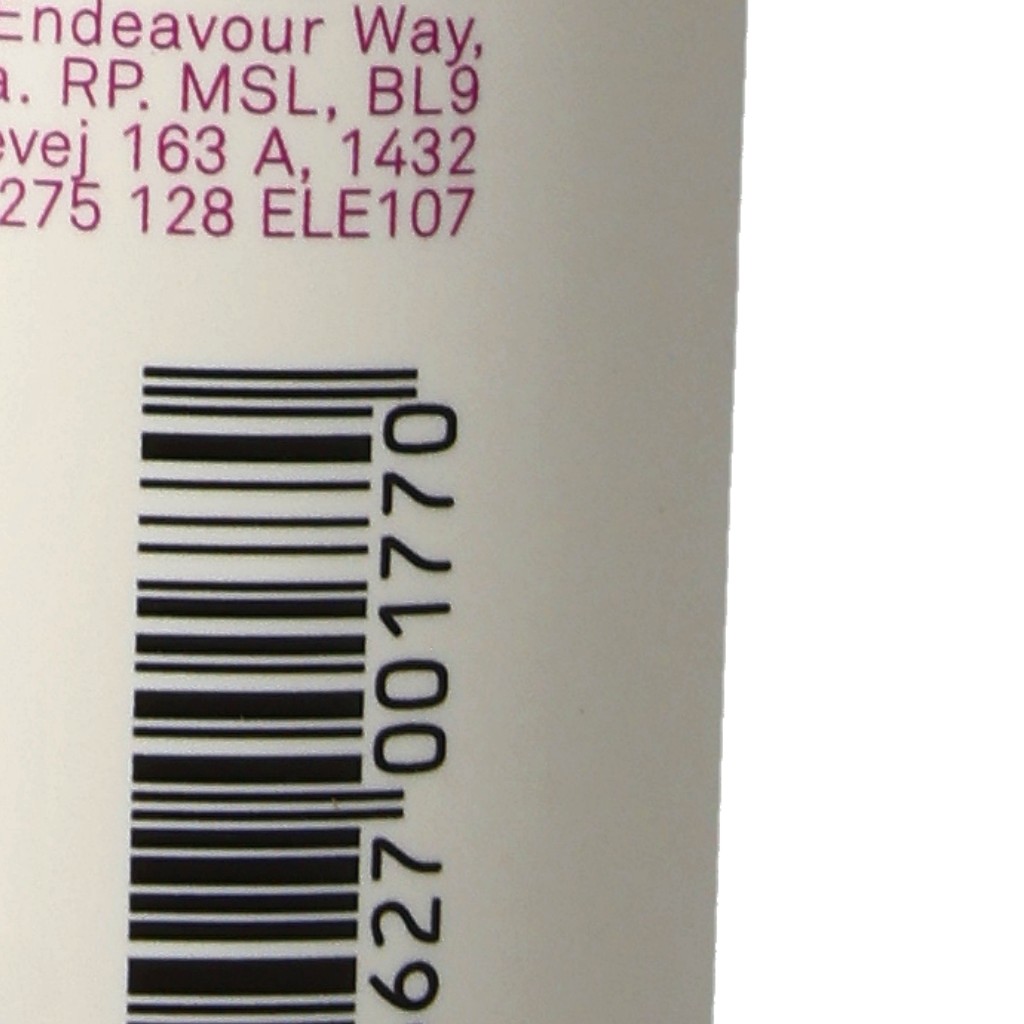 Endeavour Way,
a. RP. MSL, BL9
evej 163 A, 1432
275 128 ELE107
627 001770